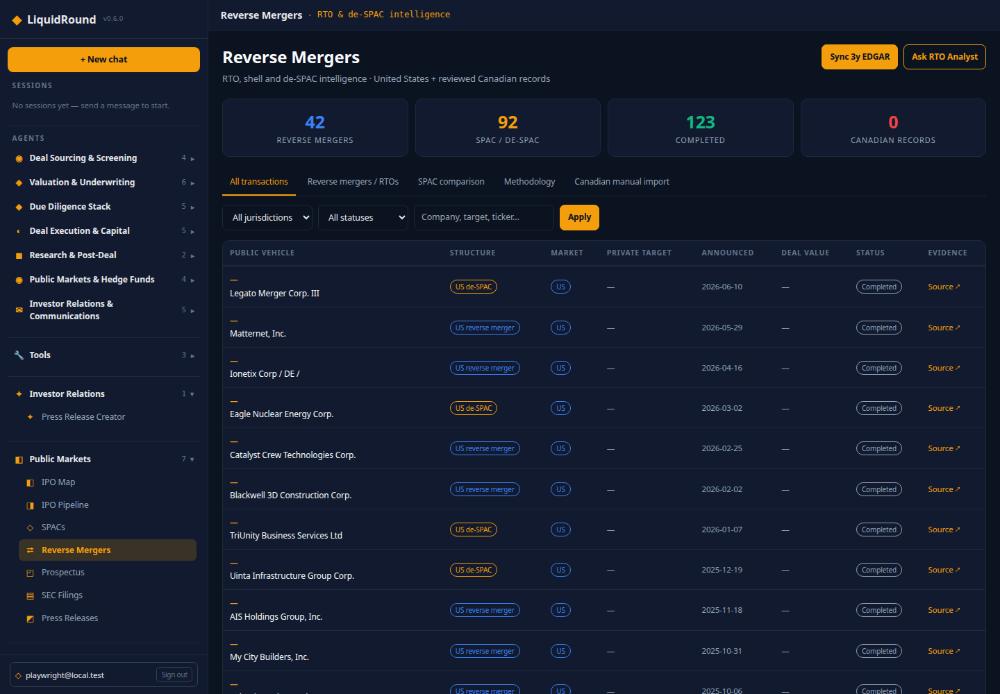 LiquidRound v0.6.0
+ New chat
SESSIONS
No sessions yet — send a message to start.
AGENTS
Deal Sourcing & Screening 4
Valuation & Underwriting 6
Due Diligence Stack 5
Deal Execution & Capital 5
Research & Post-Deal 2
Public Markets & Hedge Funds 4
Investor Relations &
Communications 5
Tools 3
Investor Relations 1
Press Release Creator
Public Markets 7
IPO Map
IPO Pipeline
SPACs
Reverse Mergers
Prospectus
SEC Filings
Press Releases
playwright@local.test Sign out
Reverse Mergers · RTO & de-SPAC intelligence
Reverse Mergers
Sync 3y EDGAR Ask RTO Analyst
RTO, shell and de-SPAC intelligence · United States + reviewed Canadian records
42 92 123 0
REVERSE MERGERS SPAC / DE-SPAC COMPLETED CANADIAN RECORDS
All transactions Reverse mergers / RTOs SPAC comparison Methodology Canadian manual import
All jurisdictions All statuses Company, target, ticker... Apply
PUBLIC VEHICLE STRUCTURE MARKET PRIVATE TARGET ANNOUNCED DEAL VALUE STATUS EVIDENCE
—
Legato Merger Corp. III US de-SPAC US — 2026-06-10 — Completed Source ↗
—
Matternet, Inc. US reverse merger US — 2026-05-29 — Completed Source ↗
—
Ionetix Corp / DE / US reverse merger US — 2026-04-16 — Completed Source ↗
—
Eagle Nuclear Energy Corp. US de-SPAC US — 2026-03-02 — Completed Source ↗
—
Catalyst Crew Technologies Corp. US reverse merger US — 2026-02-25 — Completed Source ↗
—
Blackwell 3D Construction Corp. US reverse merger US — 2026-02-02 — Completed Source ↗
—
TriUnity Business Services Ltd US de-SPAC US — 2026-01-07 — Completed Source ↗
—
Uinta Infrastructure Group Corp. US de-SPAC US — 2025-12-19 — Completed Source ↗
—
AIS Holdings Group, Inc. US reverse merger US — 2025-11-18 — Completed Source ↗
—
My City Builders, Inc. US reverse merger US — 2025-10-31 — Completed Source ↗
—
US reverse merger US — 2025-10-06 — Completed Source ↗